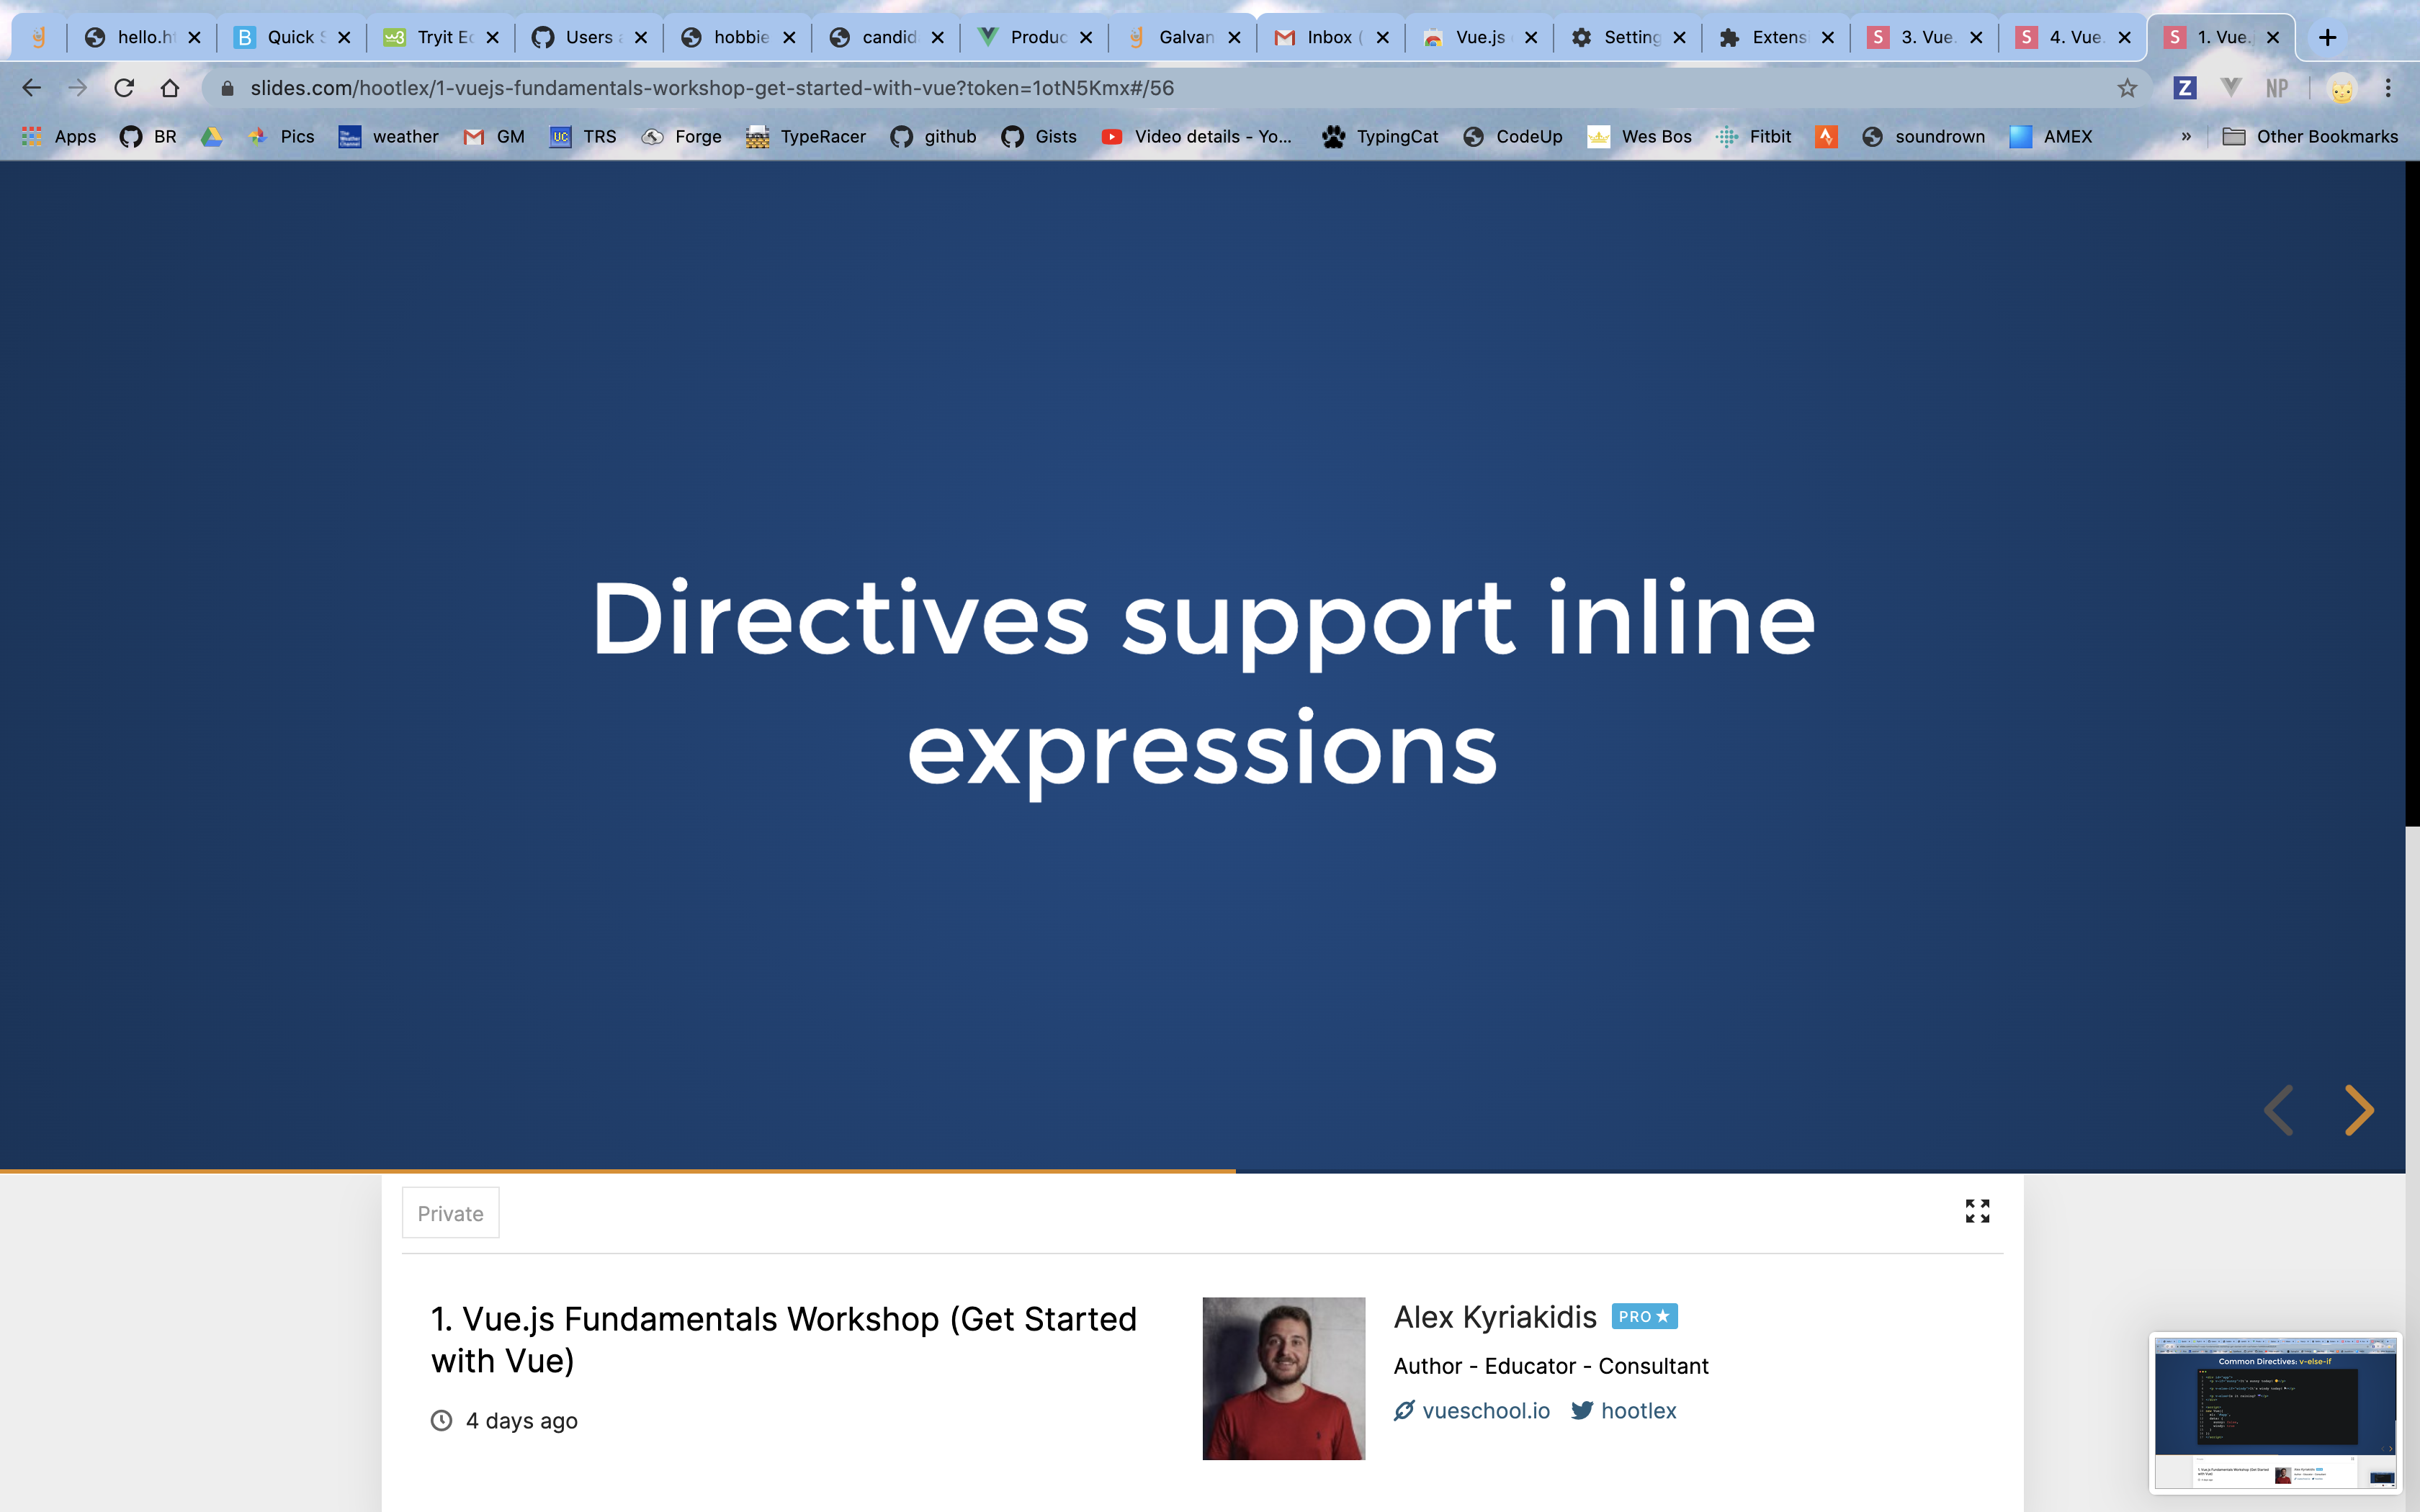 hello.h
Quick S
Tryit Ec
Users a
hobbie
candid
Produc
Galvan
Inbox (
Vue.js
Setting
Extensi
3. Vue.
4. Vue.
1. Vue.
slides.com/hootlex/1-vuejs-fundamentals-workshop-get-started-with-vue?token=1otN5Kmx#/56
NP
Apps
BR
Pics
weather
GM
TRS
Forge
TypeRacer
github
Gists
Video details - Yo...
TypingCat
CodeUp
Wes Bos
Fitbit
soundrown
AMEX
»
Other Bookmarks
Directives support inline
expressions
Private
1. Vue.js Fundamentals Workshop (Get Started
with Vue)
4 days ago
Alex Kyriakidis
PRO
Author - Educator - Consultant
vueschool.io
hootlex
Common Directives: v-else-if